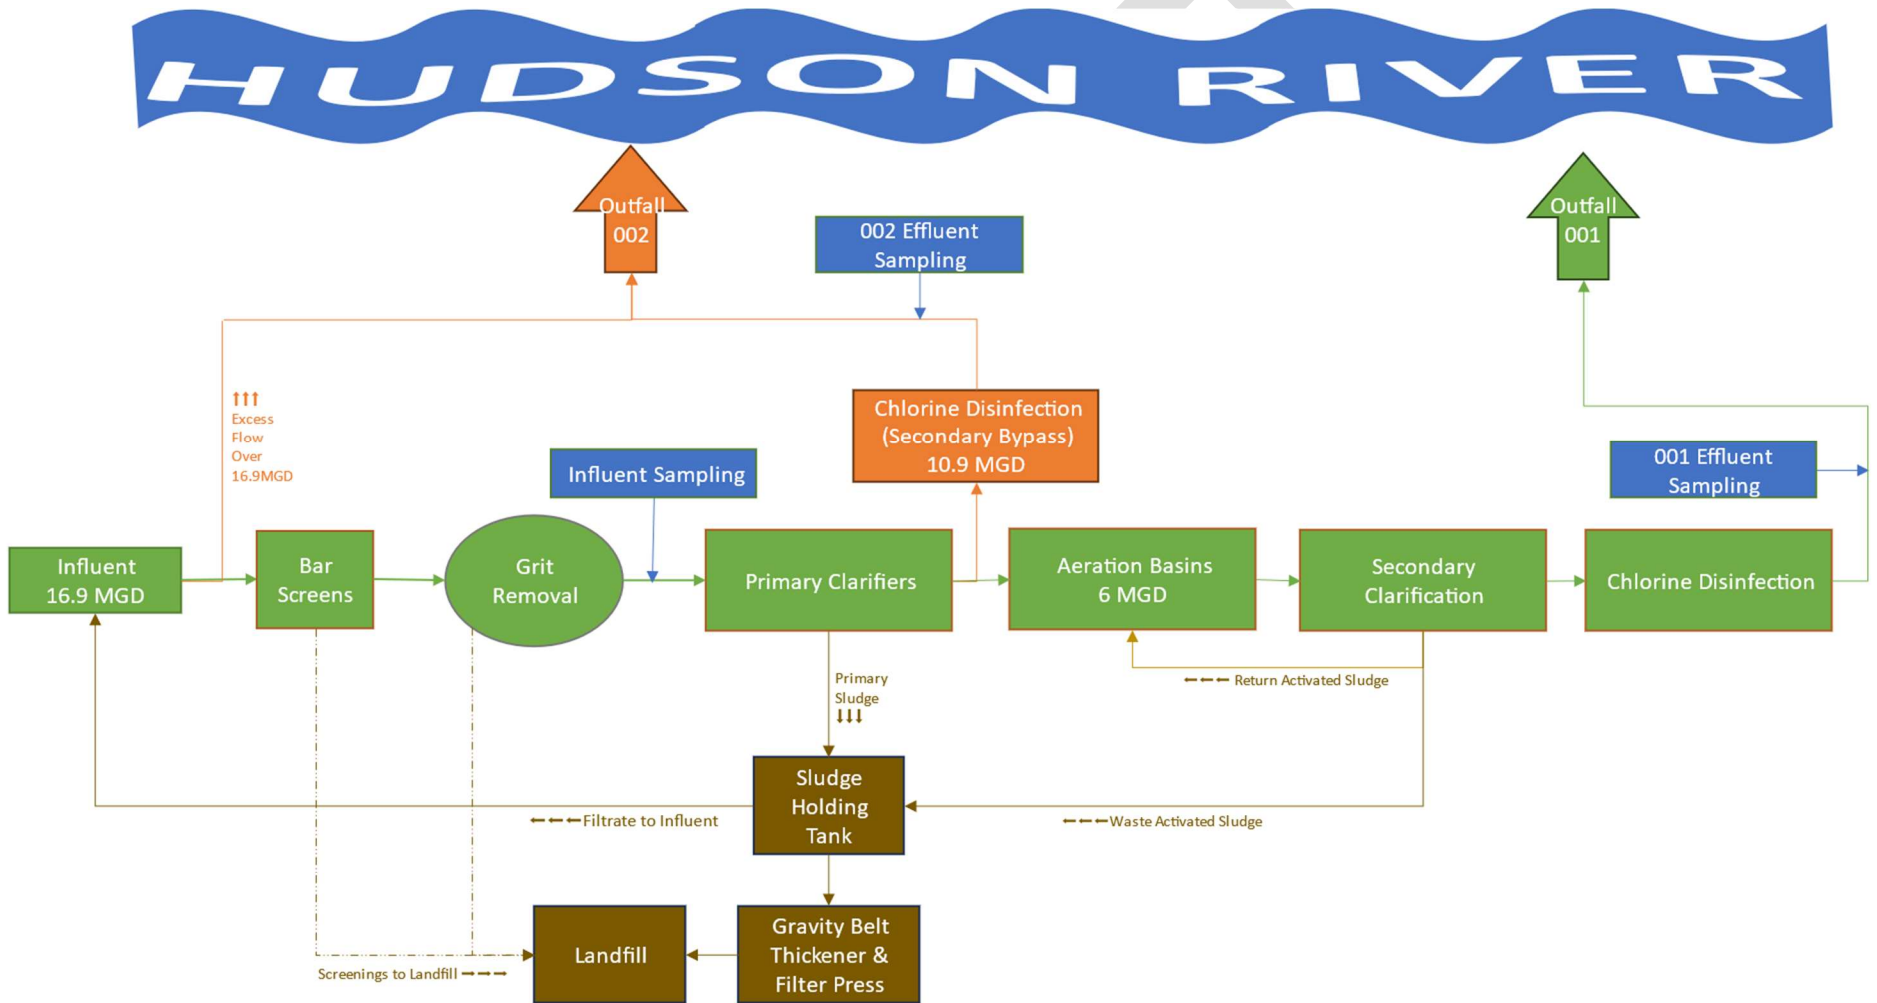 HUDSON RIVER
Outfall
002
002 Effluent
Sampling
Outfall
001
↑↑↑
Excess
Flow
Over
16.9MGD
Chlorine Disinfection
(Secondary Bypass)
10.9 MGD
Influent Sampling
001 Effluent
Sampling
Influent
16.9 MGD
Bar
Screens
Grit
Removal
Primary Clarifiers
Aeration Basins
6 MGD
Secondary
Clarification
Chlorine Disinfection
Primary
Sludge
↓↓↓
←←← Return Activated Sludge
Sludge
Holding
Tank
←←←Filtrate to Influent
←←←Waste Activated Sludge
Landfill
Gravity Belt
Thickener &
Filter Press
Screenings to Landfill →→→